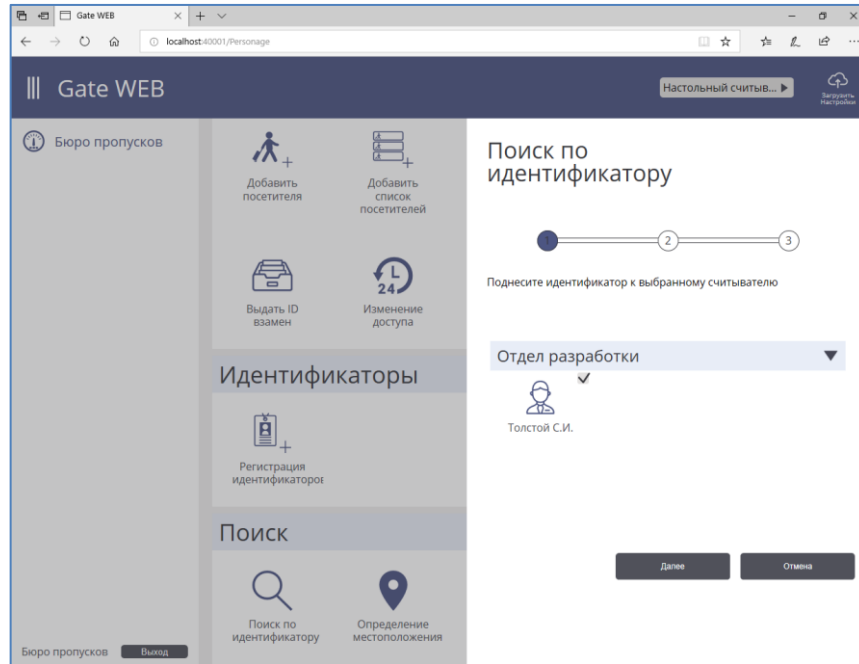 Gate WEB
localhost:40001/Personage
Gate WEB
Настольный считыв...
Загрузить
Настройки
Бюро пропусков
Добавить
посетителя
Добавить
список
посетителей
Выдать ID
взамен
L
24
Изменение
доступа
Идентификаторы
Регистрация
идентификаторов
Поиск
Поиск по
идентификатору
Определение
местоположения
Бюро пропусков
Выход
Поиск по
идентификатору
1
2
3
Поднесите идентификатор к выбранному считывателю
Отдел разработки
Толстой С.И.
Далее
Отмена